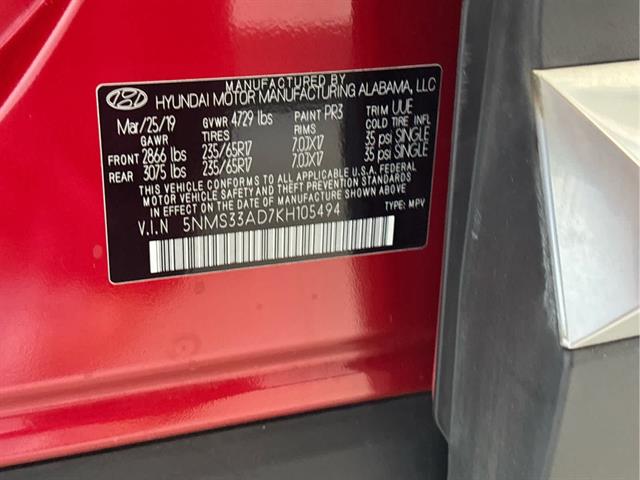 MANUFACTURED BY
HYUNDAI MOTOR MANUFACTURING ALABAMA, LLC
Mar/25/19 GVWR 4729 lbs PAINT PR3 TRIM UUE
GAWR TIRES RIMS COLD TIRE INFL
FRONT 2866 lbs 235/65R17 7.0JX17 35 psi SINGLE
REAR 3075 lbs 235/65R17 7.0JX17 35 psi SINGLE
THIS VEHICLE CONFORMS TO ALL APPLICABLE U.S.A. FEDERAL
MOTOR VEHICLE SAFETY AND THEFT PREVENTION STANDARDS
IN EFFECT ON THE DATE OF MANUFACTURE SHOWN ABOVE.
V.I.N 5NMS33AD7KH105494 TYPE: MPV